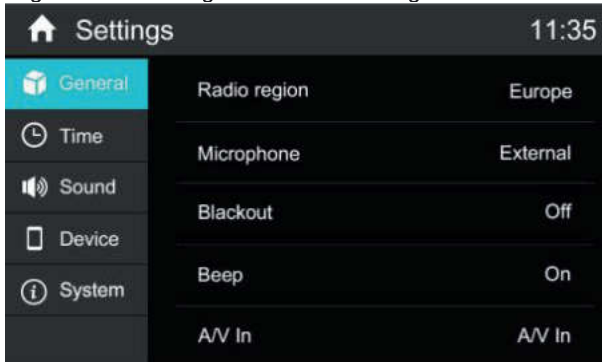 Settings 11:35
General
Time
Sound
Device
System
Radio region Europe
Microphone External
Blackout Off
Beep On
A/V In A/V In